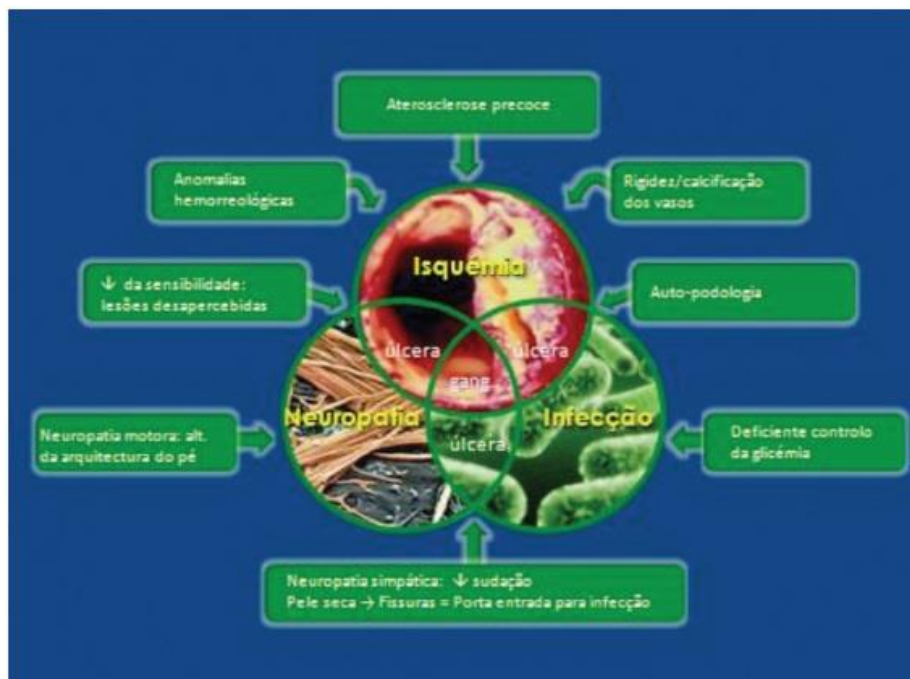 Aterosclerose precoce
Anomalias
hemorreológicas
Rigidez/calcificação
dos vasos
Isquémia
↓ da sensibilidade:
lesões desapercebidas
Auto-podologia
úlcera
úlcera
gang
Neuropatia
Infecção
úlcera
Neuropatia motora: alt.
da arquitectura do pé
Deficiente controlo
da glicémia
Neuropatia simpática: ↓ sudação
Pele seca → Fissuras = Porta entrada para infecção